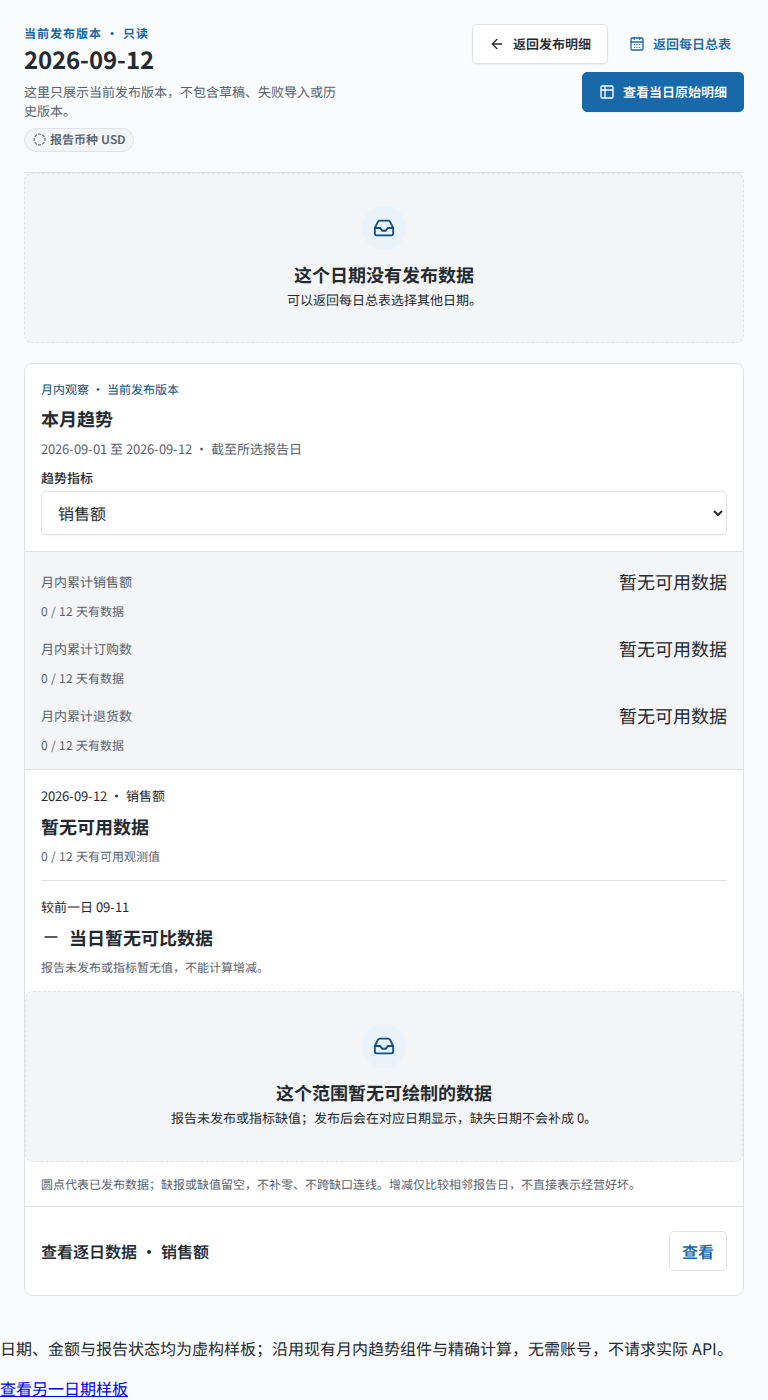 当前发布版本 · 只读
2026-09-12
这里只展示当前发布版本，不包含草稿、失败导入或历
史版本。
报告币种 USD
返回发布明细
返回每日总表
查看当日原始明细
这个日期没有发布数据
可以返回每日总表选择其他日期。
月内观察 · 当前发布版本
本月趋势
2026-09-01 至 2026-09-12 · 截至所选报告日
趋势指标
销售额
月内累计销售额
暂无可用数据
0 / 12 天有数据
月内累计订购数
暂无可用数据
0 / 12 天有数据
月内累计退货数
暂无可用数据
0 / 12 天有数据
2026-09-12 · 销售额
暂无可用数据
0 / 12 天有可用观测值
较前一日 09-11
— 当日暂无可比数据
报告未发布或指标暂无值，不能计算增减。
这个范围暂无可绘制的数据
报告未发布或指标缺值；发布后会在对应日期显示，缺失日期不会补成 0。
圆点代表已发布数据；缺报或缺值留空，不补零、不跨缺口连线。增减仅比较相邻报告日，不直接表示经营好坏。
查看逐日数据 · 销售额
查看
日期、金额与报告状态均为虚构样板；沿用现有月内趋势组件与精确计算，无需账号，不请求实际 API。
查看另一日期样板